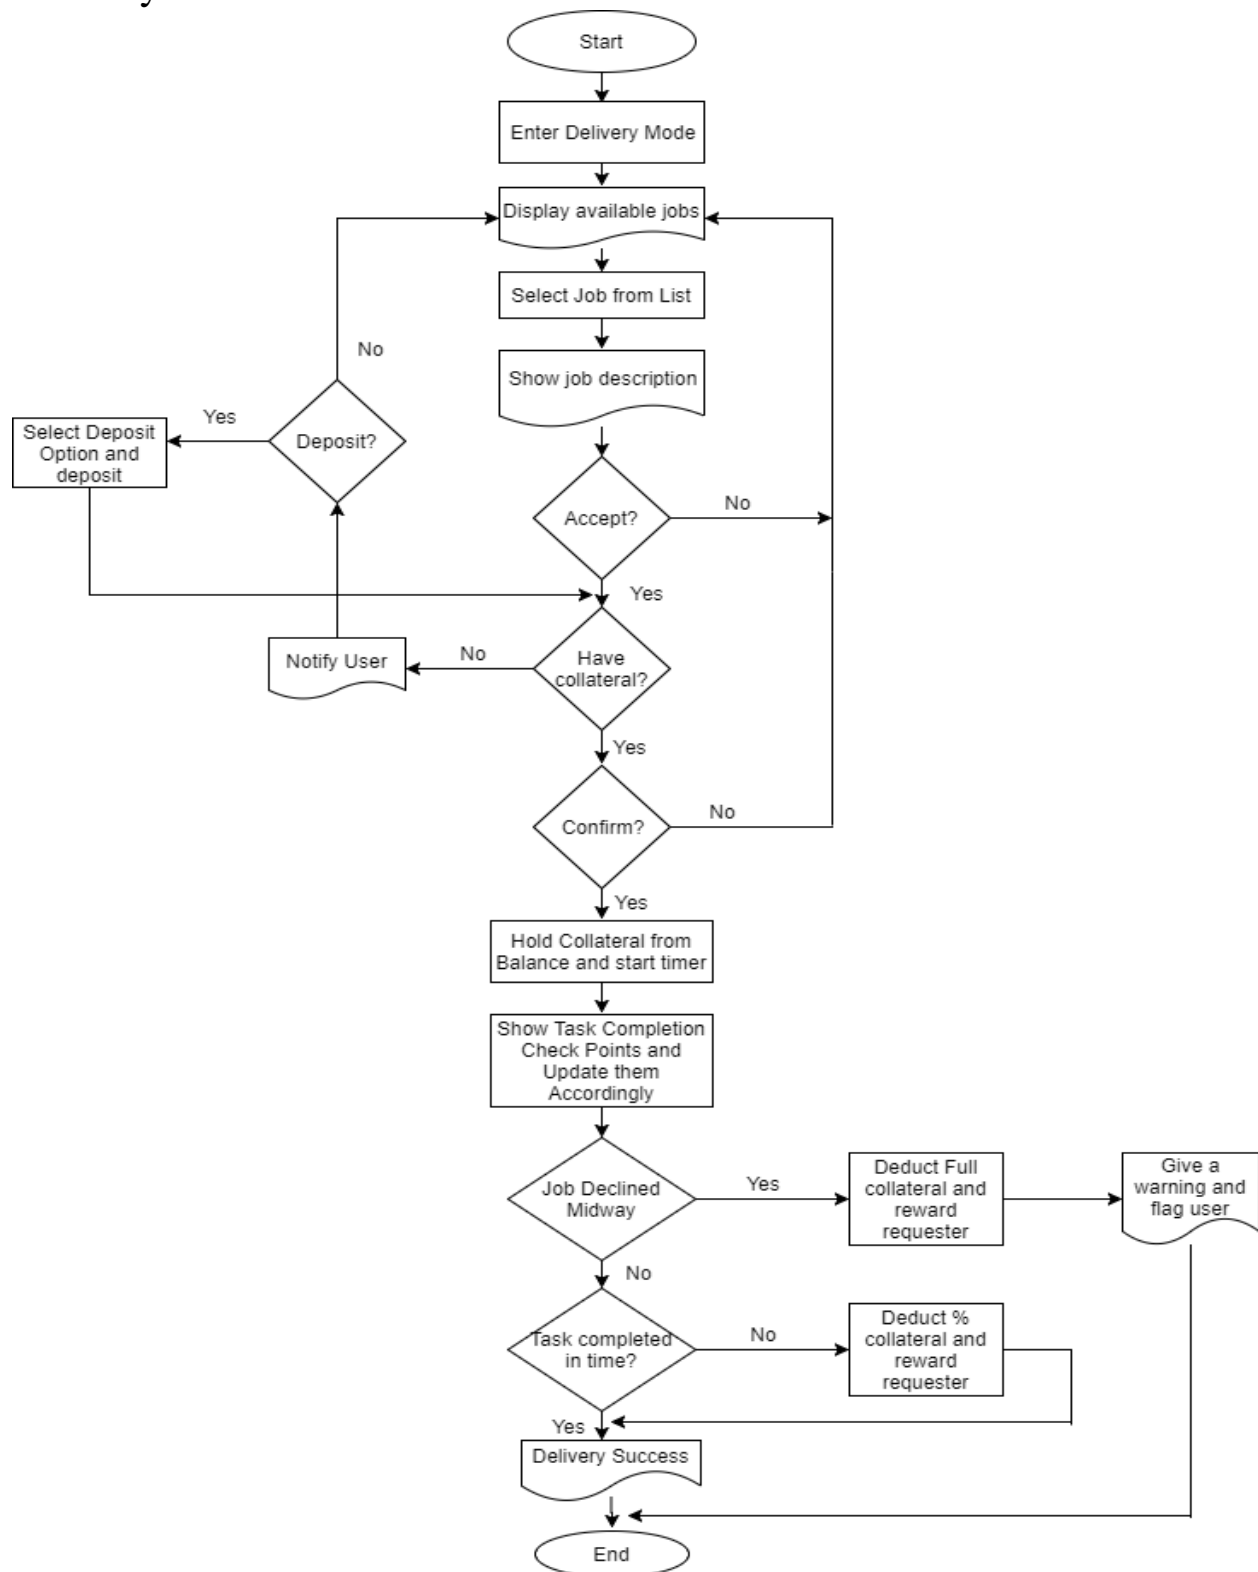 Start
Enter Delivery Mode
Display available jobs
Select Job from List
No
Show job description
Yes
Select Deposit
Option and
deposit
Deposit?
No
Accept?
Yes
Notify User
No
Have
collateral?
Yes
Confirm?
No
Yes
Hold Collateral from
Balance and start timer
Show Task Completion
Check Points and
Update them
Accordingly
Job Declined
Midway
Yes
Deduct Full
collateral and
reward
requester
Give a
warning and
flag user
No
Task completed
in time?
No
Deduct %
collateral and
reward
requester
Yes
Delivery Success
End